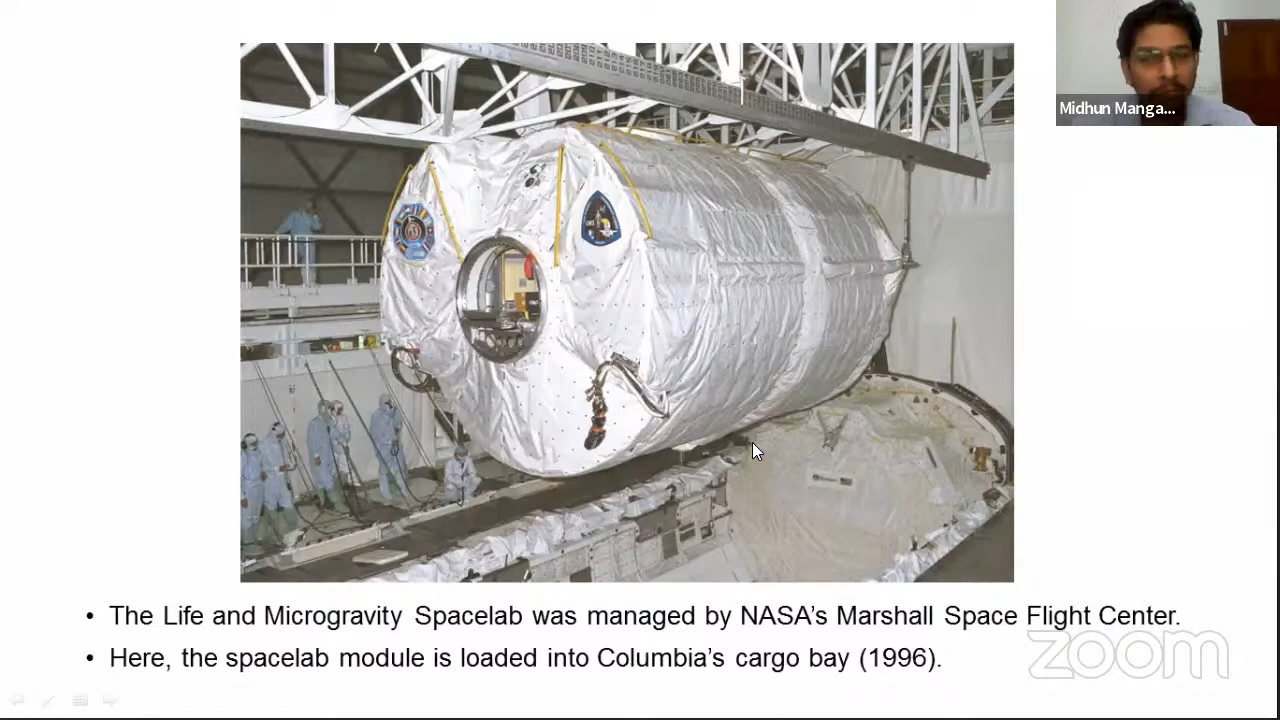 Midhun Manga...
• The Life and Microgravity Spacelab was managed by NASA's Marshall Space Flight Center.
• Here, the spacelab module is loaded into Columbia's cargo bay (1996).
zoom